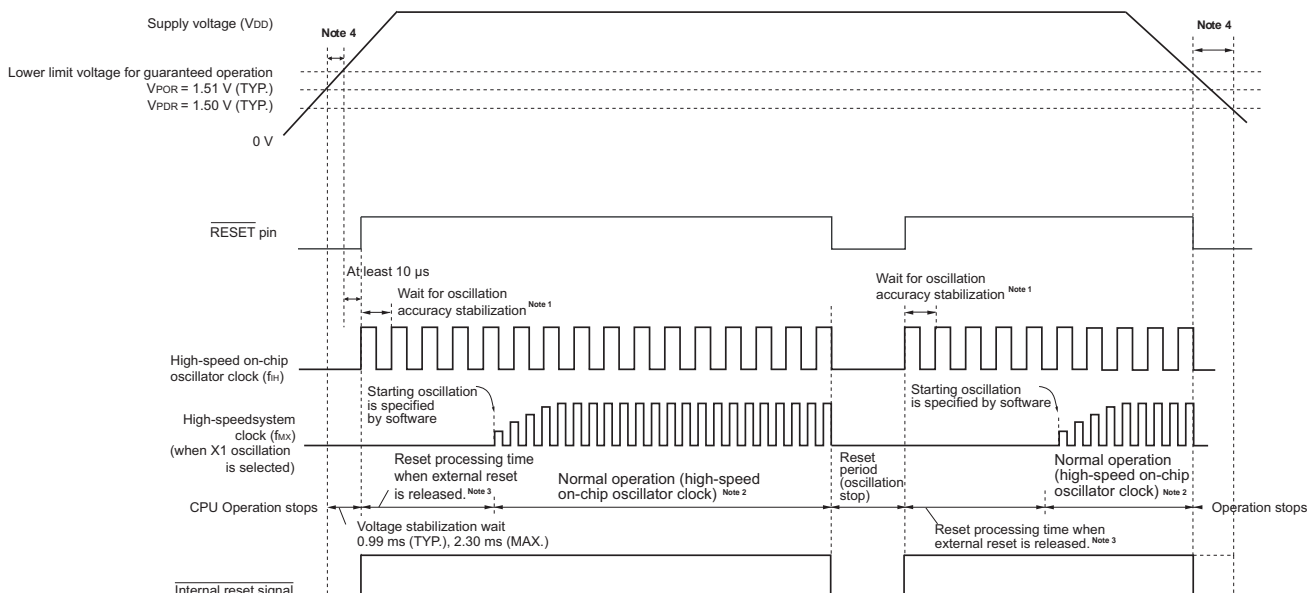 Supply voltage (VDD)
Note 4
Note 4
Lower limit voltage for guaranteed operation
VPOR = 1.51 V (TYP.)
VPDR = 1.50 V (TYP.)
0 V
RESET pin
At least 10 µs
Wait for oscillation
accuracy stabilization Note 1
Wait for oscillation
accuracy stabilization Note 1
High-speed on-chip
oscillator clock (fIH)
Starting oscillation
is specified
by software
Starting oscillation
is specified by software
High-speedsystem
clock (fMX)
(when X1 oscillation
is selected)
Reset processing time
when external reset
is released. Note 3
Normal operation (high-speed
on-chip oscillator clock) Note 2
Reset
period
(oscillation
stop)
Normal operation
(high-speed on-chip
oscillator clock) Note 2
CPU Operation stops
Operation stops
Voltage stabilization wait
0.99 ms (TYP.), 2.30 ms (MAX.)
Reset processing time when
external reset is released. Note 3
Internal reset signal